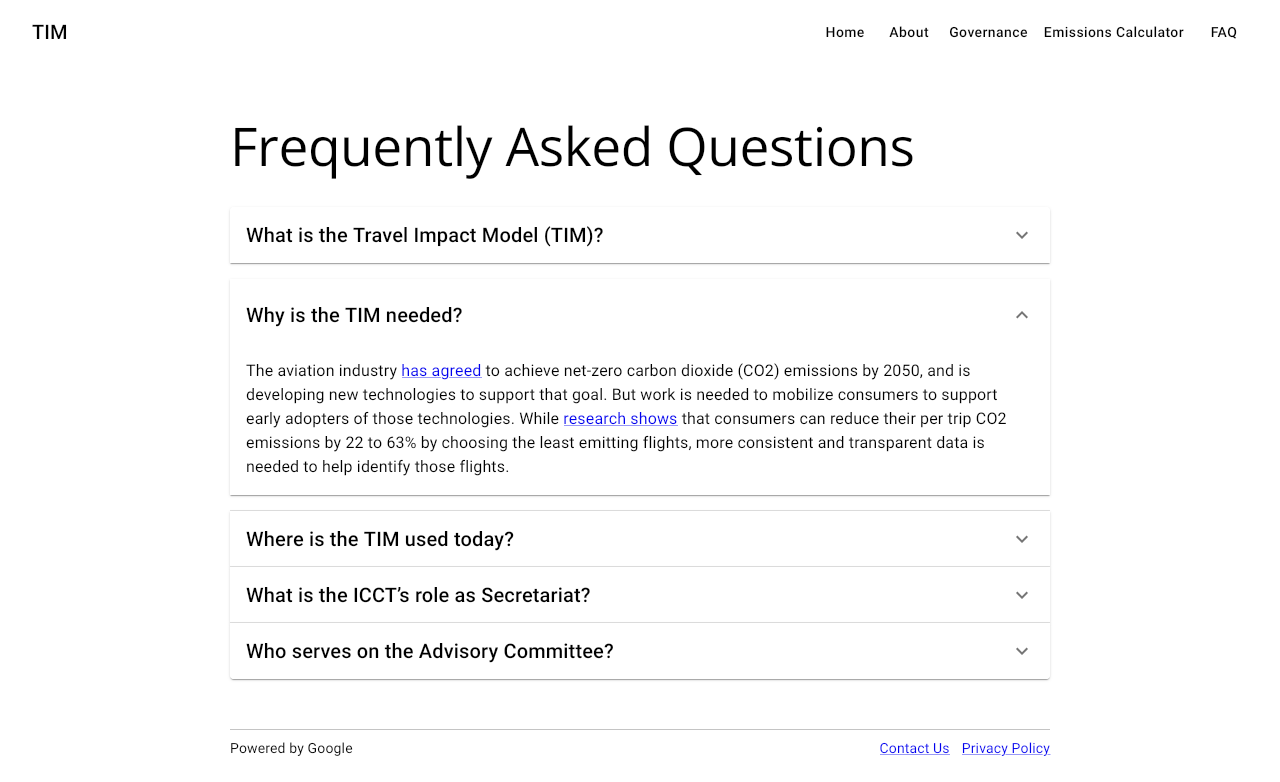 TIM
Home About Governance Emissions Calculator FAQ
Frequently Asked Questions
What is the Travel Impact Model (TIM)?
Why is the TIM needed?
The aviation industry has agreed to achieve net-zero carbon dioxide (CO2) emissions by 2050, and is
developing new technologies to support that goal. But work is needed to mobilize consumers to support
early adopters of those technologies. While research shows that consumers can reduce their per trip CO2
emissions by 22 to 63% by choosing the least emitting flights, more consistent and transparent data is
needed to help identify those flights.
Where is the TIM used today?
What is the ICCT’s role as Secretariat?
Who serves on the Advisory Committee?
Powered by Google
Contact Us Privacy Policy